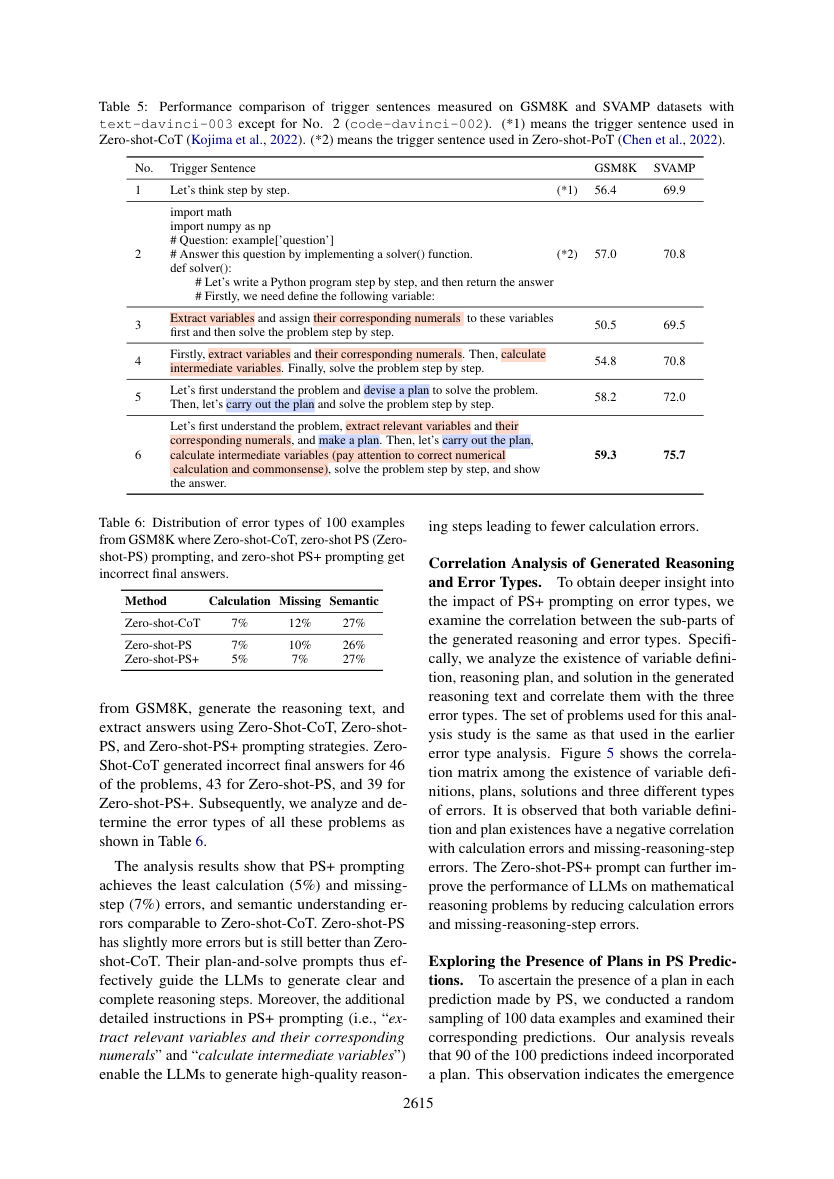 Table 5: Performance comparison of trigger sentences measured on GSM8K and SVAMP datasets with
text-davinci-003 except for No. 2 (code-davinci-002). (*1) means the trigger sentence used in
Zero-shot-CoT (Kojima et al., 2022). (*2) means the trigger sentence used in Zero-shot-PoT (Chen et al., 2022).
No. Trigger Sentence GSM8K SVAMP
1 Let's think step by step. (*1) 56.4 69.9
import math
import numpy as np
# Question: example['question']
2 # Answer this question by implementing a solver() function. (*2) 57.0 70.8
def solver():
# Let's write a Python program step by step, and then return the answer
# Firstly, we need define the following variable:
3 Extract variables and assign their corresponding numerals to these variables 50.5 69.5
first and then solve the problem step by step.
4 Firstly, extract variables and their corresponding numerals. Then, calculate 54.8 70.8
intermediate variables. Finally, solve the problem step by step.
5 Let's first understand the problem and devise a plan to solve the problem. 58.2 72.0
Then, let's carry out the plan and solve the problem step by step.
Let's first understand the problem, extract relevant variables and their
corresponding numerals, and make a plan. Then, let's carry out the plan,
6 calculate intermediate variables (pay attention to correct numerical 59.3 75.7
calculation and commonsense), solve the problem step by step, and show
the answer.
Table 6: Distribution of error types of 100 examples
from GSM8K where Zero-shot-CoT, zero-shot PS (Zero-
shot-PS) prompting, and zero-shot PS+ prompting get
incorrect final answers.
Method Calculation Missing Semantic
Zero-shot-CoT 7% 12% 27%
Zero-shot-PS 7% 10% 26%
Zero-shot-PS+ 5% 7% 27%
from GSM8K, generate the reasoning text, and
extract answers using Zero-Shot-CoT, Zero-shot-
PS, and Zero-shot-PS+ prompting strategies. Zero-
Shot-CoT generated incorrect final answers for 46
of the problems, 43 for Zero-shot-PS, and 39 for
Zero-shot-PS+. Subsequently, we analyze and de-
termine the error types of all these problems as
shown in Table 6.
The analysis results show that PS+ prompting
achieves the least calculation (5%) and missing-
step (7%) errors, and semantic understanding er-
rors comparable to Zero-shot-CoT. Zero-shot-PS
has slightly more errors but is still better than Zero-
shot-CoT. Their plan-and-solve prompts thus ef-
fectively guide the LLMs to generate clear and
complete reasoning steps. Moreover, the additional
detailed instructions in PS+ prompting (i.e., "ex-
tract relevant variables and their corresponding
numerals" and "calculate intermediate variables")
enable the LLMs to generate high-quality reason-
ing steps leading to fewer calculation errors.
Correlation Analysis of Generated Reasoning
and Error Types. To obtain deeper insight into
the impact of PS+ prompting on error types, we
examine the correlation between the sub-parts of
the generated reasoning and error types. Specifi-
cally, we analyze the existence of variable defini-
tion, reasoning plan, and solution in the generated
reasoning text and correlate them with the three
error types. The set of problems used for this anal-
ysis study is the same as that used in the earlier
error type analysis. Figure 5 shows the correla-
tion matrix among the existence of variable defi-
nitions, plans, solutions and three different types
of errors. It is observed that both variable defini-
tion and plan existences have a negative correlation
with calculation errors and missing-reasoning-step
errors. The Zero-shot-PS+ prompt can further im-
prove the performance of LLMs on mathematical
reasoning problems by reducing calculation errors
and missing-reasoning-step errors.
Exploring the Presence of Plans in PS Predic-
tions. To ascertain the presence of a plan in each
prediction made by PS, we conducted a random
sampling of 100 data examples and examined their
corresponding predictions. Our analysis reveals
that 90 of the 100 predictions indeed incorporated
a plan. This observation indicates the emergence
2615